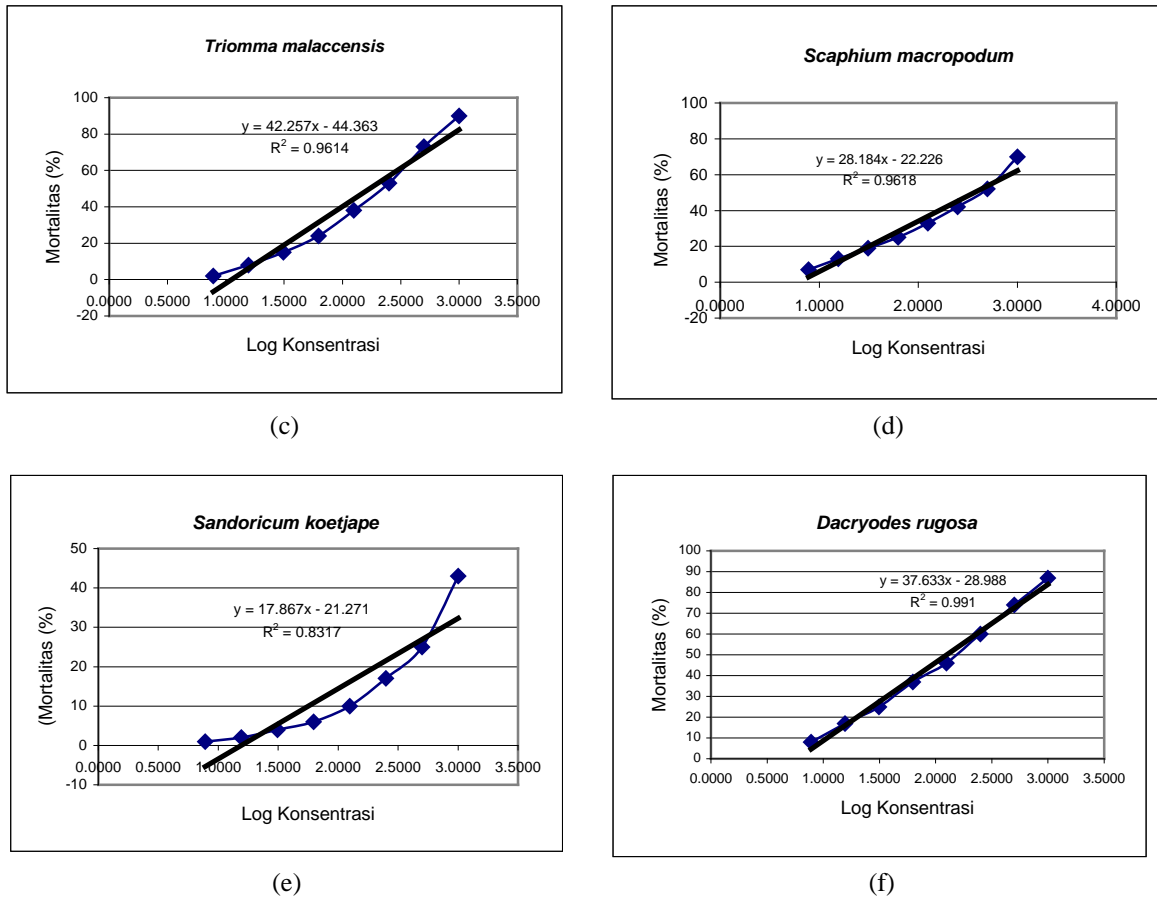 Triomma malaccensis
y = 42.257x - 44.363
R² = 0.9614
100
80
60
40
20
0
-20
0.0000 0.5000 1.0000 1.5000 2.0000 2.5000 3.0000 3.5000
Mortalitas (%)
Log Konsentrasi
(c)
Scaphium macropodum
y = 28.184x - 22.226
R² = 0.9618
100
80
60
40
20
0
-20
0.0000 1.0000 2.0000 3.0000 4.0000
Mortalitas (%)
Log Konsentrasi
(d)
Sandoricum koetjape
y = 17.867x - 21.271
R² = 0.8317
50
40
30
20
10
0
-10
0.0000 0.5000 1.0000 1.5000 2.0000 2.5000 3.0000 3.5000
(Mortalitas (%)
Log Konsentrasi
(e)
Dacryodes rugosa
y = 37.633x - 28.988
R² = 0.991
100
90
80
70
60
50
40
30
20
10
0
0.0000 0.5000 1.0000 1.5000 2.0000 2.5000 3.0000 3.5000
Mortalitas (%)
Log Konsentrasi
(f)